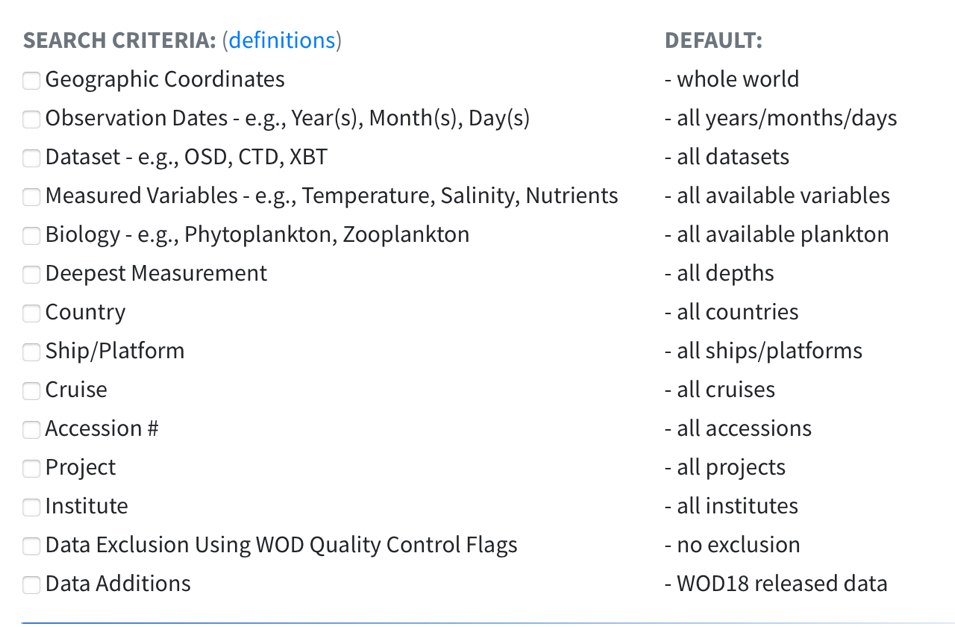 SEARCH CRITERIA: (definitions) DEFAULT:
Geographic Coordinates - whole world
Observation Dates - e.g., Year(s), Month(s), Day(s) - all years/months/days
Dataset - e.g., OSD, CTD, XBT - all datasets
Measured Variables - e.g., Temperature, Salinity, Nutrients - all available variables
Biology - e.g., Phytoplankton, Zooplankton - all available plankton
Deepest Measurement - all depths
Country - all countries
Ship/Platform - all ships/platforms
Cruise - all cruises
Accession # - all accessions
Project - all projects
Institute - all institutes
Data Exclusion Using WOD Quality Control Flags - no exclusion
Data Additions - WOD18 released data